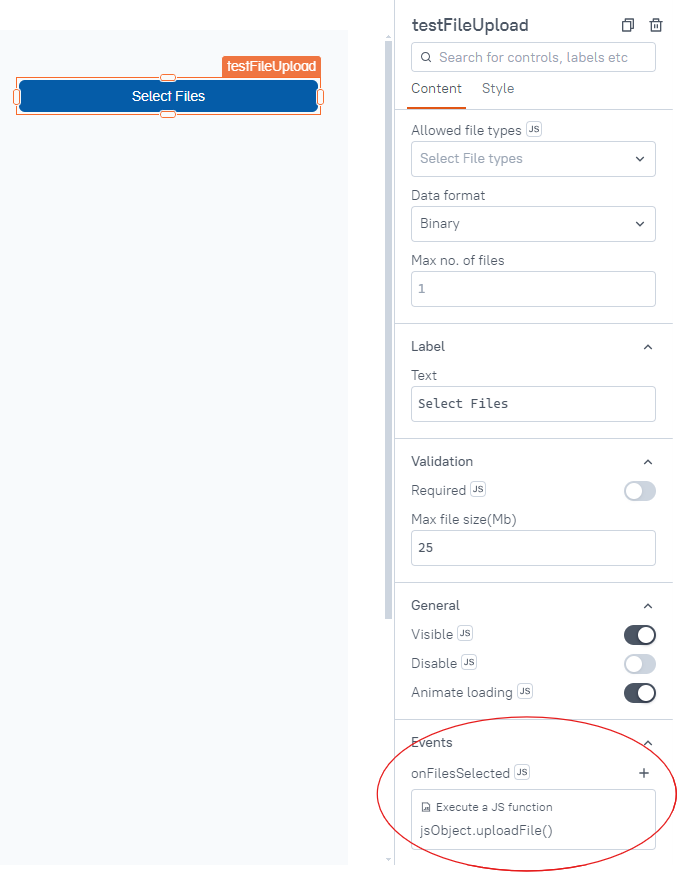 testFileUpload
Select Files
testFileUpload
Search for controls, labels etc
Content Style
Allowed file types JS
Select File types
Data format
Binary
Max no. of files
1
Label
Text
Select Files
Validation
Required JS
Max file size(Mb)
25
General
Visible JS
Disable JS
Animate loading JS
Events
onFilesSelected JS
Execute a JS function
jsObject.uploadFile()